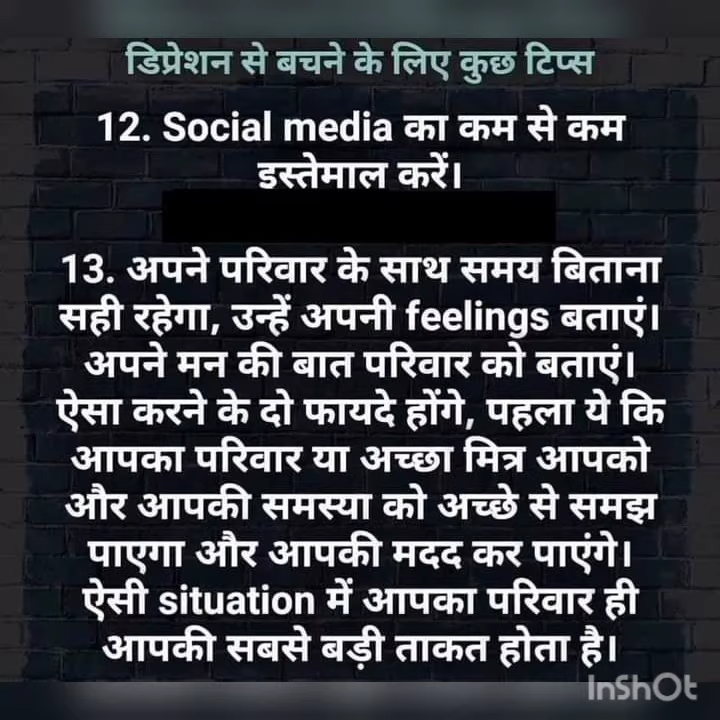 डिप्रेशन से बचने के लिए कुछ टिप्स
12. Social media का कम से कम
इस्तेमाल करें।
13. अपने परिवार के साथ समय बिताना
सही रहेगा, उन्हें अपनी feelings बताएं।
अपने मन की बात परिवार को बताएं।
ऐसा करने के दो फायदे होंगे, पहला ये कि
आपका परिवार या अच्छा मित्र आपको
और आपकी समस्या को अच्छे से समझ
पाएगा और आपकी मदद कर पाएंगे।
ऐसी situation में आपका परिवार ही
आपकी सबसे बड़ी ताकत होता है।
InShOt